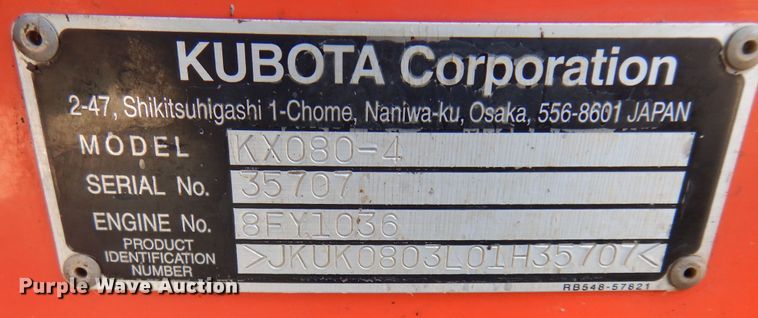 KUBOTA Corporation
2-47, Shikitsuhigashi 1-Chome, Naniwa-ku, Osaka, 556-8601 JAPAN
MODEL KX080-4
SERIAL No. 35707
ENGINE No. 8FY1036
PRODUCT
IDENTIFICATION
NUMBER >JKUK0803L01H35707<
RB548-57821
Purple Wave Auction